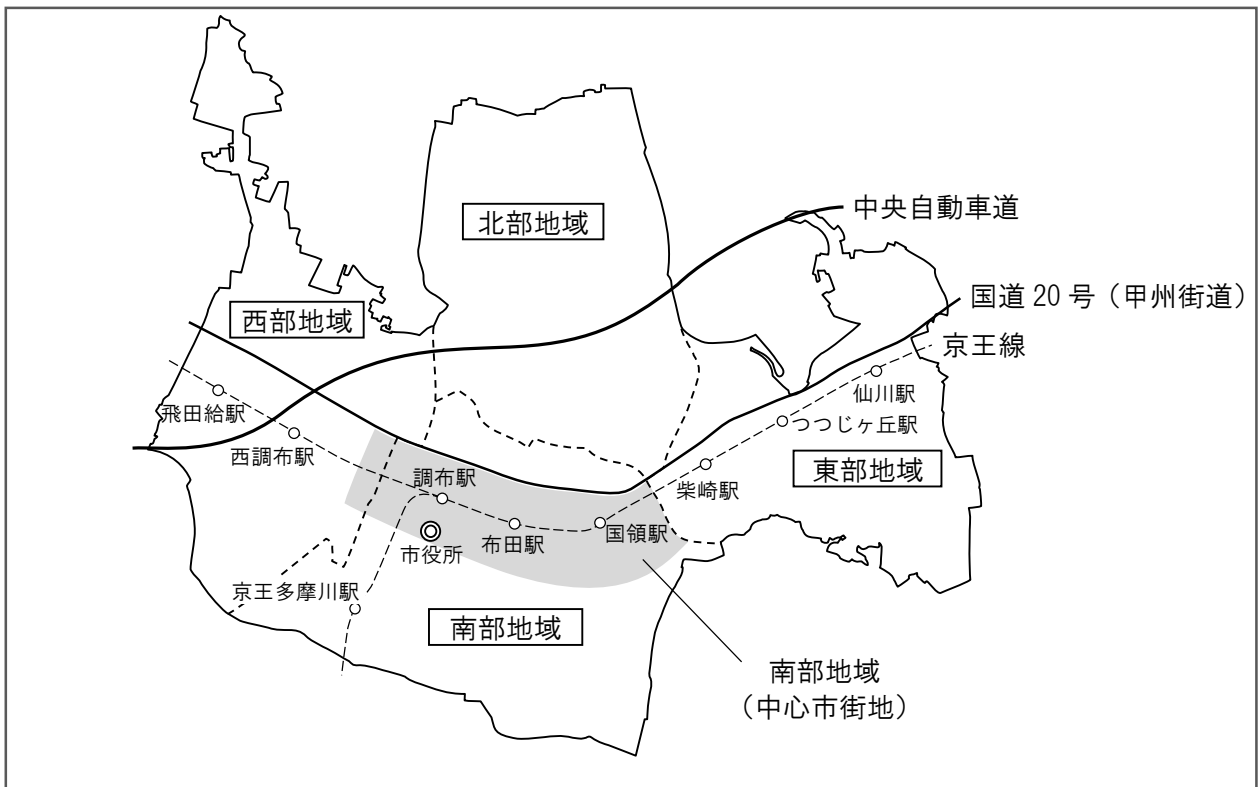 北部地域
中央自動車道
国道 20 号（甲州街道）
西部地域
京王線
飛田給駅
仙川駅
つつじヶ丘駅
西調布駅
東部地域
柴崎駅
調布駅
国領駅
布田駅
市役所
京王多摩川駅
南部地域
南部地域
（中心市街地）